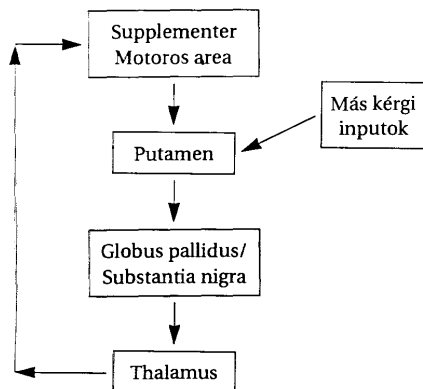 Supplementer
Motoros area
Más kérgi
inputok
Putamen
Globus pallidus/
Substantia nigra
Thalamus